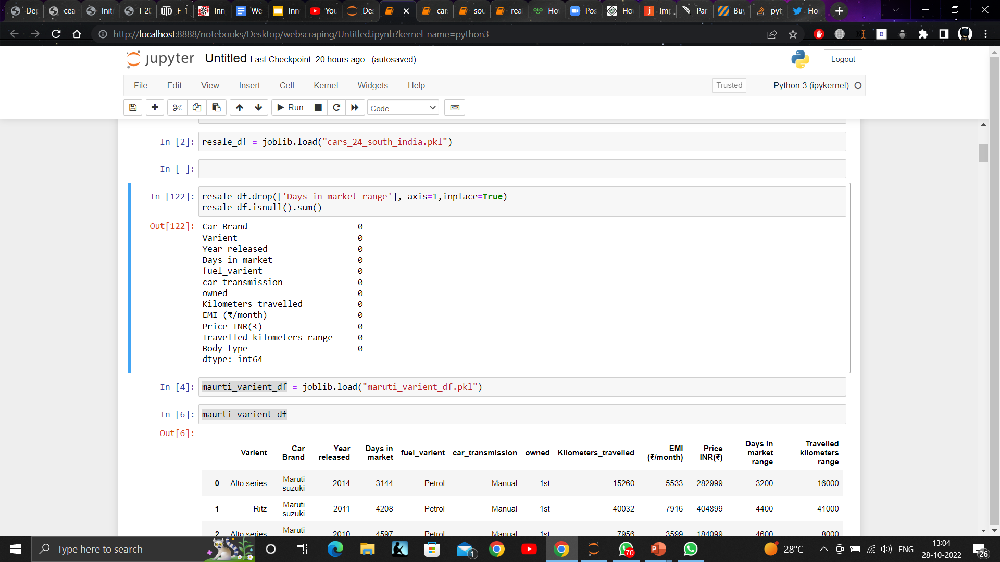 Dep
cea
Init
I-20
UTD F-1
Inn
We
Inn
You
De
car
sou
rea
OLO Ho
Pos
Ho
Imp
Par
Buy
pyt
Ho
http://localhost:8888/notebooks/Desktop/webscraping/Untitled.ipynb?kernel_name=python3
jupyter Untitled Last Checkpoint: 20 hours ago (autosaved)
Logout
File Edit View Insert Cell Kernel Widgets Help
Trusted
Python 3 (ipykernel)
Run
Code
In [2]: resale_df = joblib.load("cars_24_south_india.pkl")
In [ ]:
In [122]: resale_df.drop(['Days in market range'], axis=1,inplace=True)
resale_df.isnull().sum()
Out[122]: Car Brand 0
Varient 0
Year released 0
Days in market 0
fuel_varient 0
car_transmission 0
owned 0
Kilometers_travelled 0
EMI (₹/month) 0
Price INR(₹) 0
Travelled kilometers range 0
Body type 0
dtype: int64
In [4]: maurti_varient_df = joblib.load("maruti_varient_df.pkl")
In [6]: maurti_varient_df
Out[6]:
Varient Car Brand Year released Days in market fuel_varient car_transmission owned Kilometers_travelled EMI (₹/month) Price INR(₹) Days in market range Travelled kilometers range
0 Alto series Maruti suzuki 2014 3144 Petrol Manual 1st 15260 5533 282999 3200 16000
1 Ritz Maruti suzuki 2011 4208 Petrol Manual 1st 40032 7916 404899 4400 41000
2 Alto series Maruti 2010 4597 Petrol Manual 1st 7956 3599 184099 4600 8000
Type here to search
1
70
28°C
ENG
13:04
28-10-2022
26